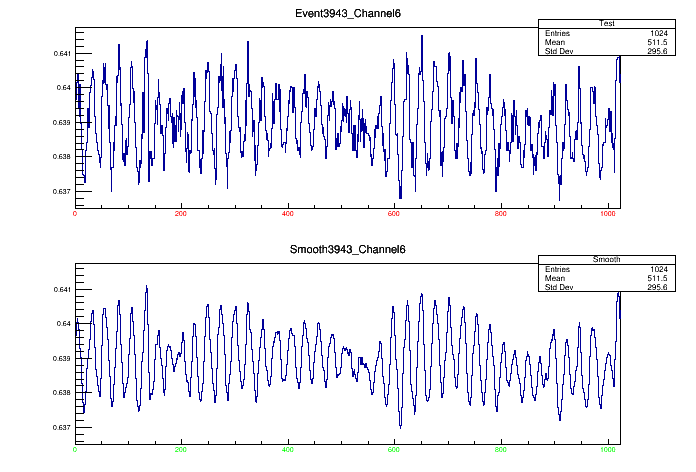 Event3943_Channel6
Test
Entries 1024
Mean 511.5
Std Dev 295.6
0.641
0.64
0.639
0.638
0.637
0 200 400 600 800 1000
Smooth3943_Channel6
Smooth
Entries 1024
Mean 511.5
Std Dev 295.6
0.641
0.64
0.639
0.638
0.637
0 200 400 600 800 1000